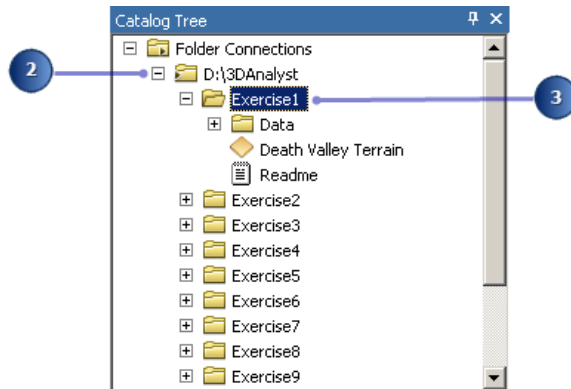 Catalog Tree
Folder Connections
2
D:\3DAnalyst
Exercise1
3
Data
Death Valley Terrain
Readme
Exercise2
Exercise3
Exercise4
Exercise5
Exercise6
Exercise7
Exercise8
Exercise9